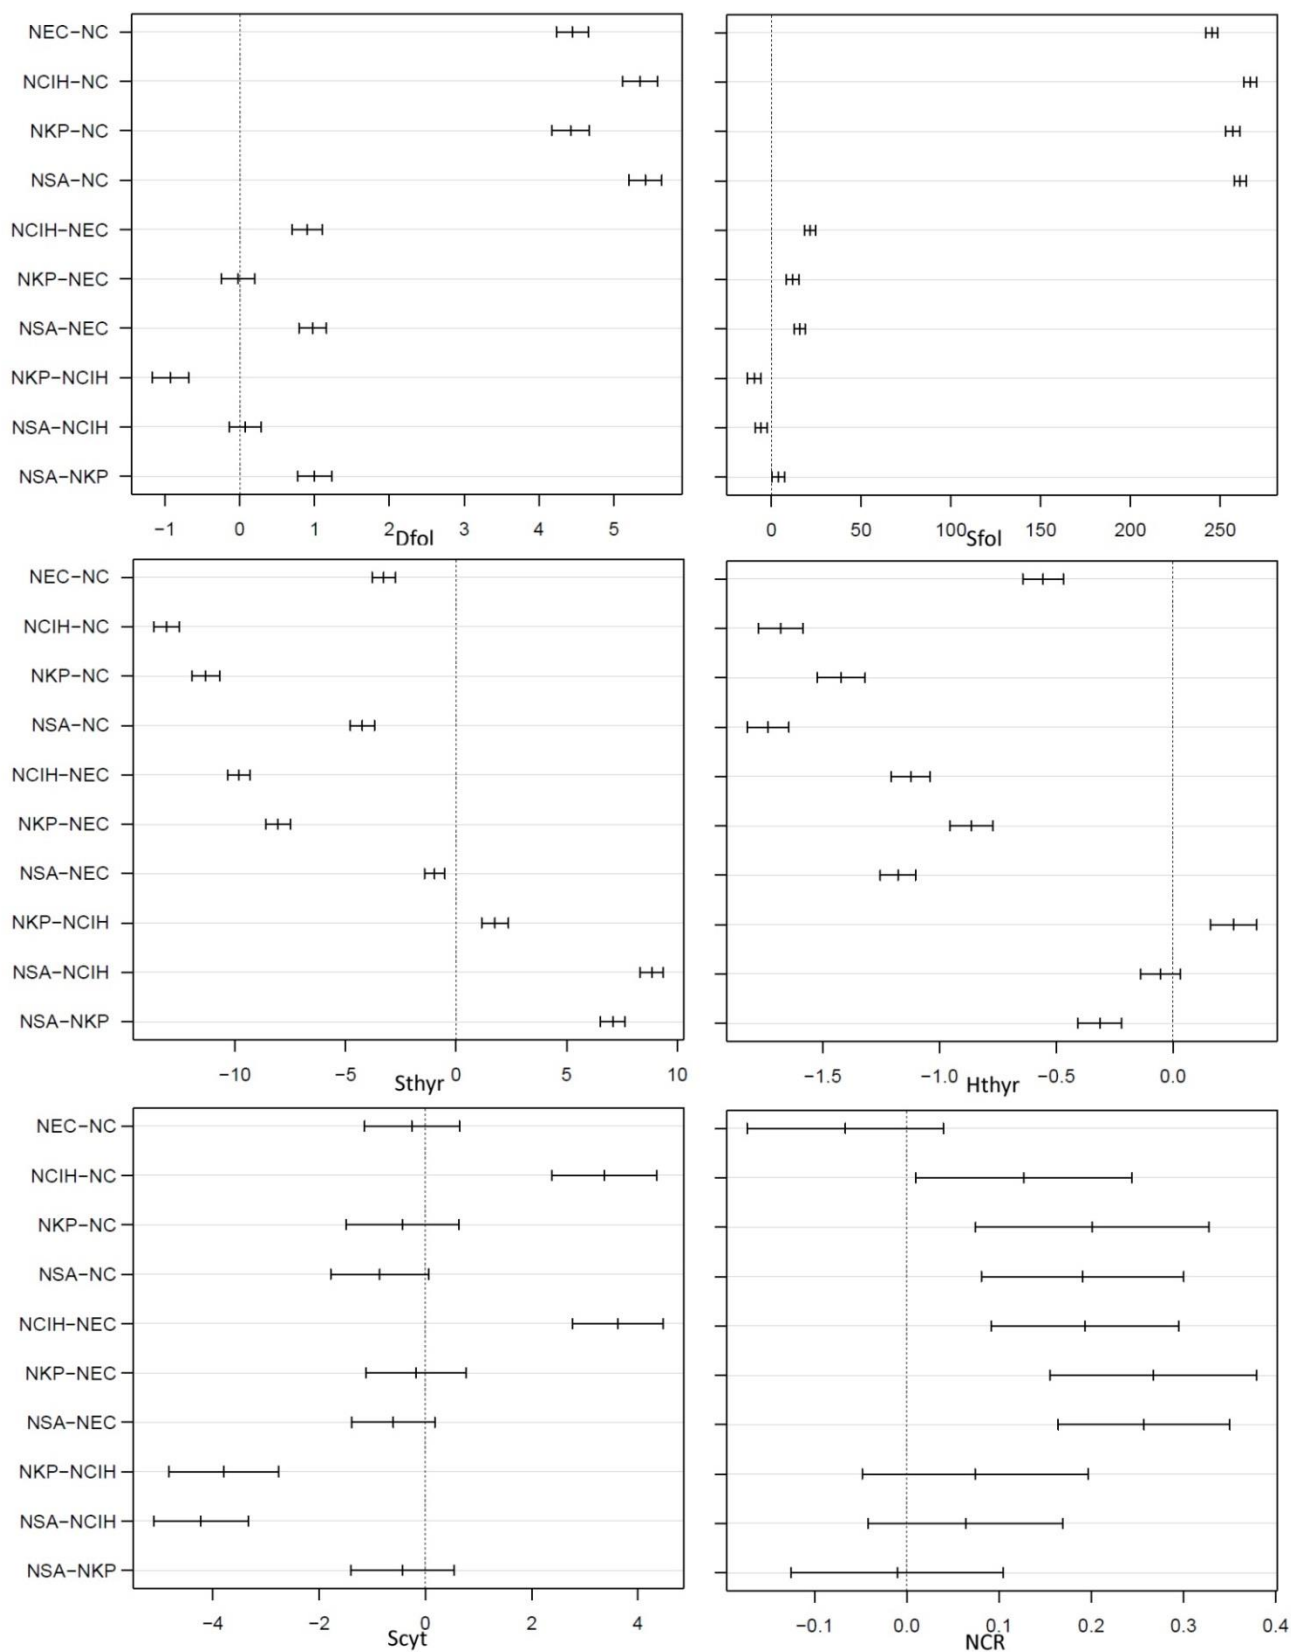 NEC−NC
NCIH−NC
NKP−NC
NSA−NC
NCIH−NEC
NKP−NEC
NSA−NEC
NKP−NCIH
NSA−NCIH
NSA−NKP
−1 0 1 2 3 4 5
Dfol
0 50 100 150 200 250
Sfol
NEC−NC
NCIH−NC
NKP−NC
NSA−NC
NCIH−NEC
NKP−NEC
NSA−NEC
NKP−NCIH
NSA−NCIH
NSA−NKP
−10 −5 0 5 10
Sthyr
−1.5 −1.0 −0.5 0.0
Hthyr
NEC−NC
NCIH−NC
NKP−NC
NSA−NC
NCIH−NEC
NKP−NEC
NSA−NEC
NKP−NCIH
NSA−NCIH
NSA−NKP
−4 −2 0 2 4
Scyt
−0.1 0.0 0.1 0.2 0.3 0.4
NCR